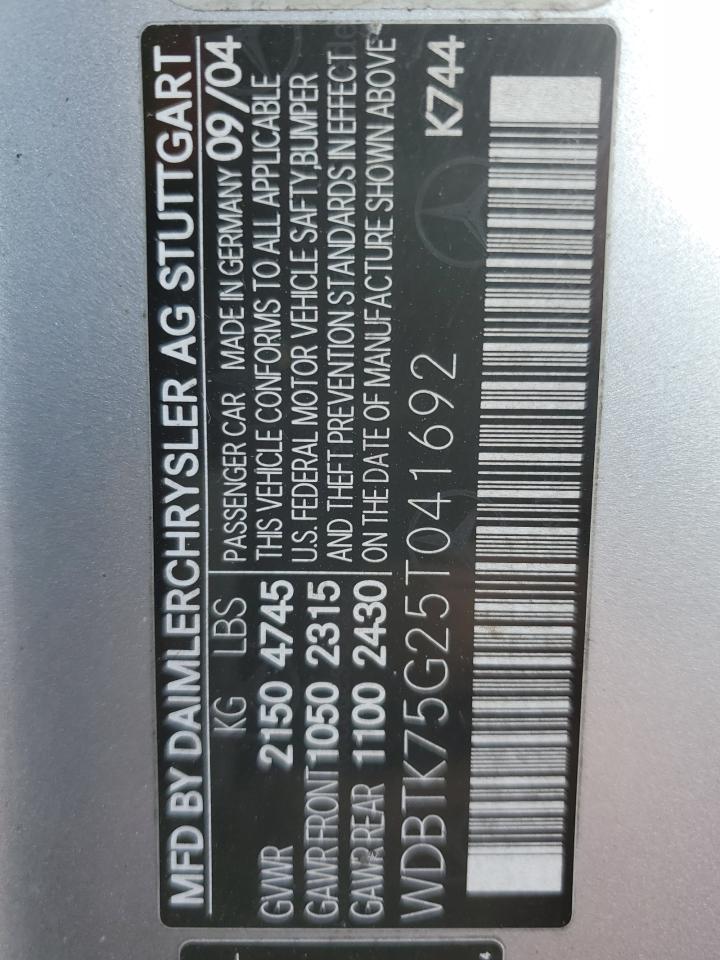 MFD BY DAIMLERCHRYSLER AG STUTTGART
KG LBS
GVWR 2150 4745
GAWR FRONT 1050 2315
GAWR REAR 1100 2430
PASSENGER CAR MADE IN GERMANY 09/04
THIS VEHICLE CONFORMS TO ALL APPLICABLE
U.S. FEDERAL MOTOR VEHICLE SAFTY,BUMPER
AND THEFT PREVENTION STANDARDS IN EFFECT
ON THE DATE OF MANUFACTURE SHOWN ABOVE
WDBTK75G25T041692
K744